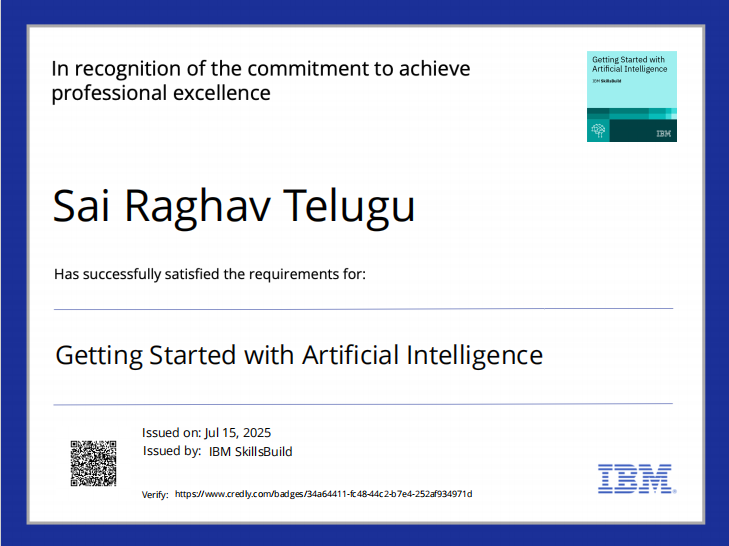 In recognition of the commitment to achieve
professional excellence
Getting Started with
Artificial Intelligence
IBM SkillsBuild
IBM
Sai Raghav Telugu
Has successfully satisfied the requirements for:
Getting Started with Artificial Intelligence
Issued on: Jul 15, 2025
Issued by: IBM SkillsBuild
Verify: https://www.credly.com/badges/34a64411-fc48-44c2-b7e4-252af934971d
IBM®